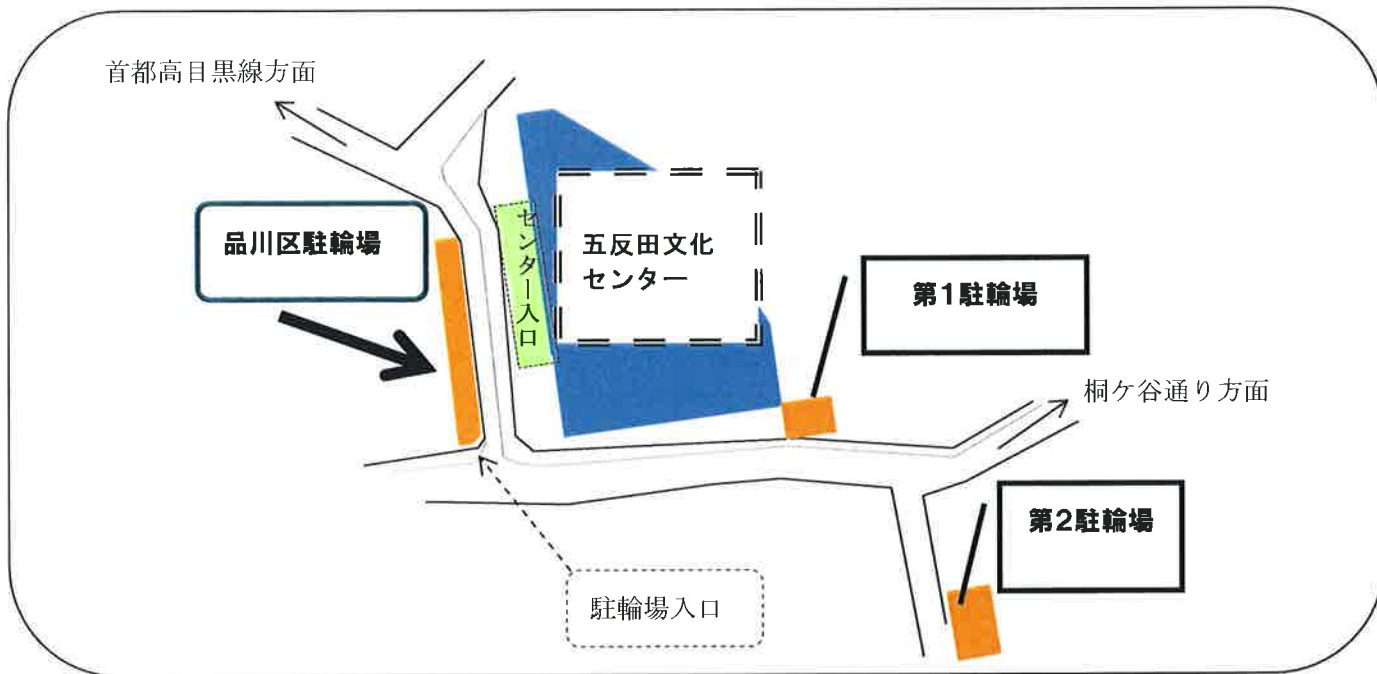 首都高目黒線方面
品川区駐輪場
センター入口
五反田文化
センター
第1駐輪場
桐ケ谷通り方面
第2駐輪場
駐輪場入口